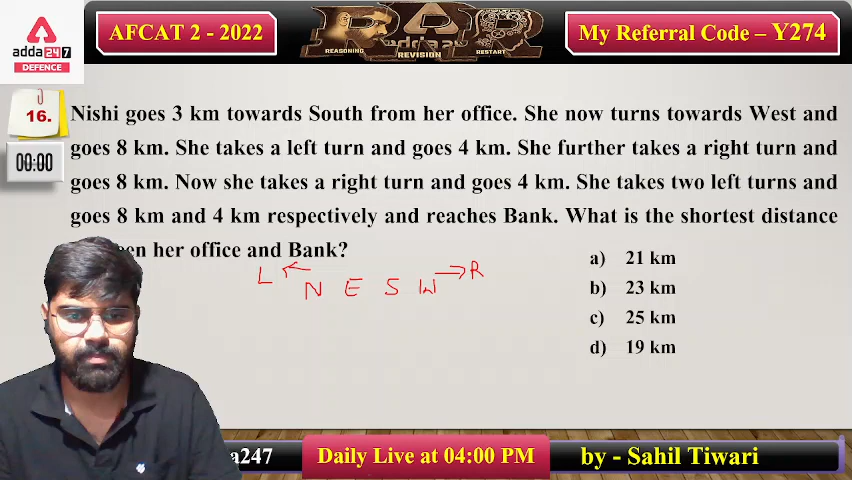 adda247
DEFENCE
AFCAT 2 - 2022
REASONING
adda247
REVISION
RESTART
My Referral Code – Y274
16.
00:00
Nishi goes 3 km towards South from her office. She now turns towards West and
goes 8 km. She takes a left turn and goes 4 km. She further takes a right turn and
goes 8 km. Now she takes a right turn and goes 4 km. She takes two left turns and
goes 8 km and 4 km respectively and reaches Bank. What is the shortest distance
her office and Bank?
a) 21 km
b) 23 km
c) 25 km
d) 19 km
L ← N E S W → R
a247
Daily Live at 04:00 PM
by - Sahil Tiwari